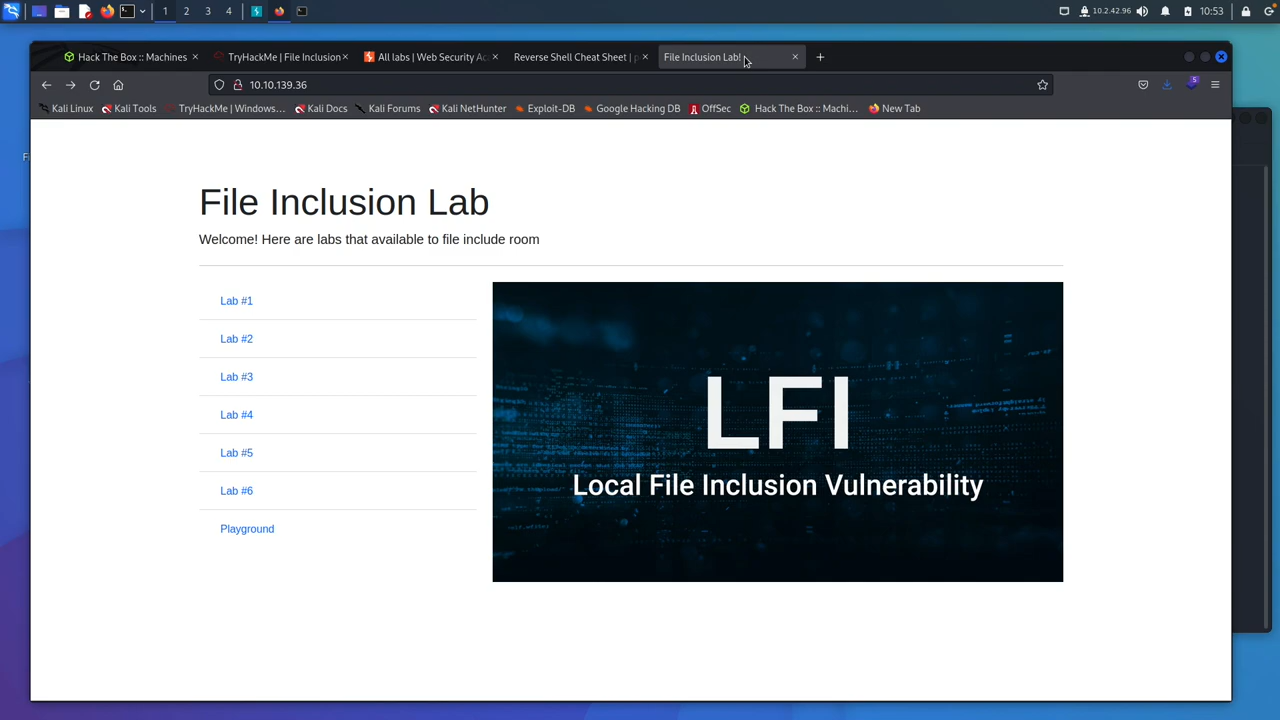 1 2 3 4 10.2.42.96 10:53
Hack The Box :: Machines TryHackMe | File Inclusion All labs | Web Security Ac Reverse Shell Cheat Sheet | p File Inclusion Lab!
10.10.139.36 5
Kali Linux Kali Tools TryHackMe | Windows… Kali Docs Kali Forums Kali NetHunter Exploit-DB Google Hacking DB OffSec Hack The Box :: Machi… New Tab
Fi
File Inclusion Lab
Welcome! Here are labs that available to file include room
Lab #1
Lab #2
Lab #3
Lab #4
Lab #5
Lab #6
Playground
LFI
Local File Inclusion Vulnerability